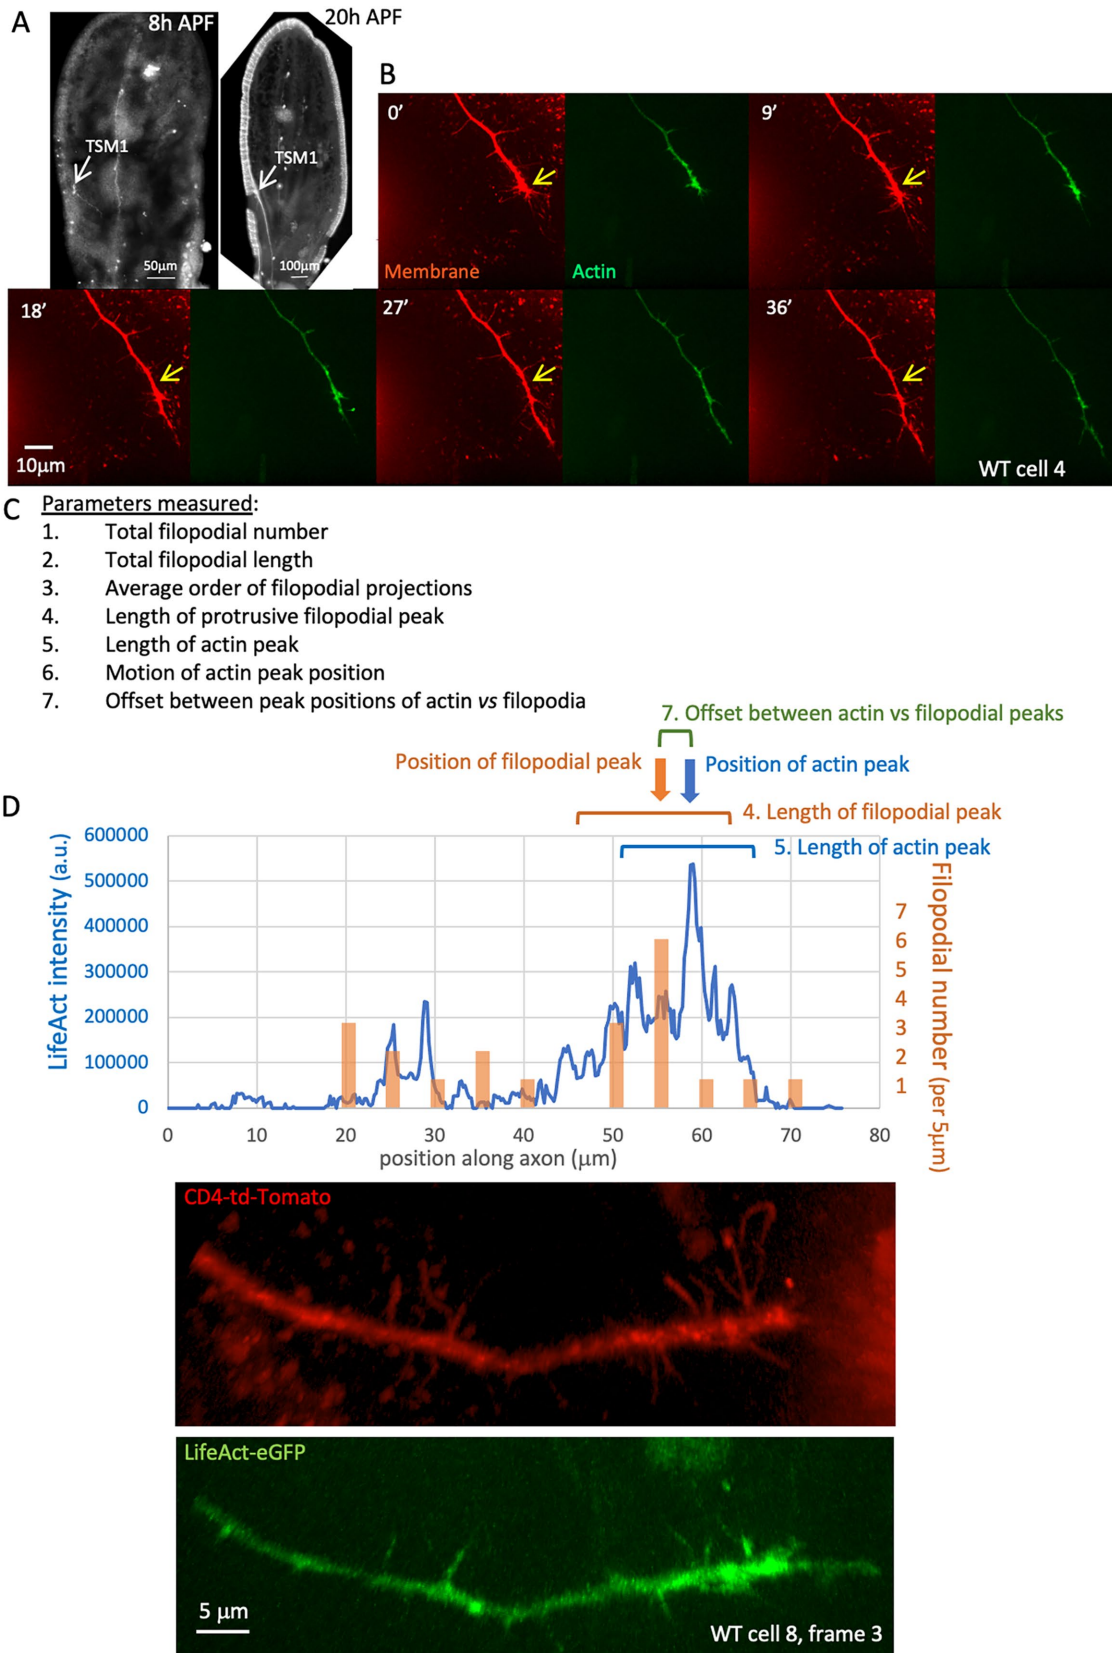 A
8h APF
20h APF
TSM1
TSM1
50μm
100μm
B
0’
9’
Membrane
Actin
18’
27’
36’
10μm
WT cell 4
C
Parameters measured:
1. Total filopodial number
2. Total filopodial length
3. Average order of filopodial projections
4. Length of protrusive filopodial peak
5. Length of actin peak
6. Motion of actin peak position
7. Offset between peak positions of actin vs filopodia
7. Offset between actin vs filopodial peaks
Position of filopodial peak
Position of actin peak
D
4. Length of filopodial peak
5. Length of actin peak
LifeAct intensity (a.u.)
600000
500000
400000
300000
200000
100000
0
7
6
5
4
3
2
1
Filopodial number (per 5μm)
0 10 20 30 40 50 60 70 80
position along axon (μm)
CD4-td-Tomato
LifeAct-eGFP
5 μm
WT cell 8, frame 3